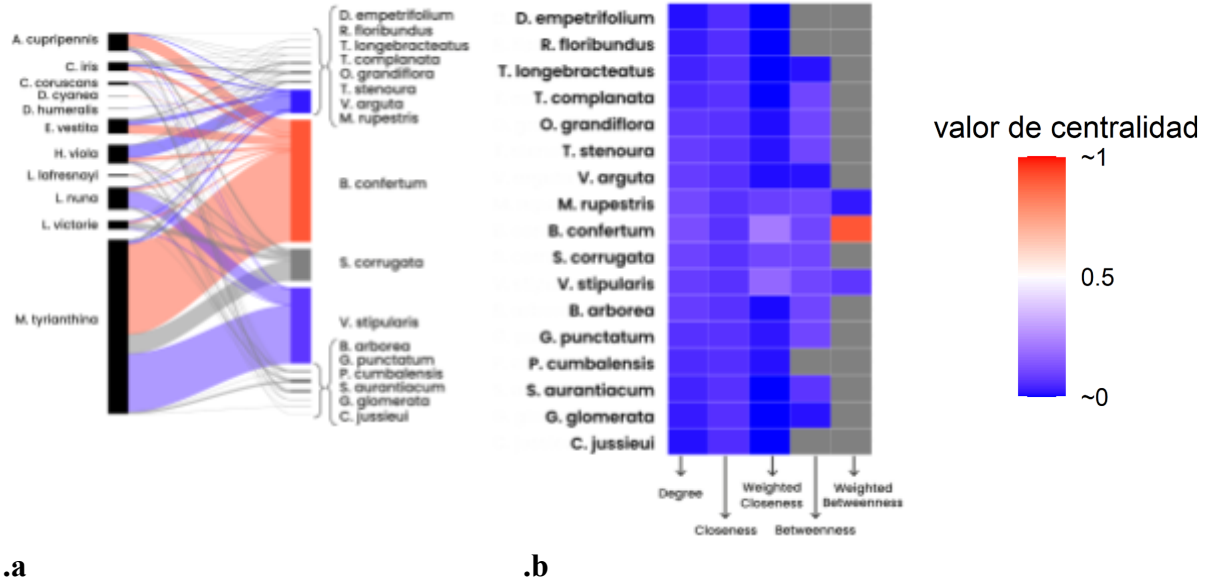 A. cupripennis
C. iris
C. coruscans
D. cyanea
D. humeralis
E. vestita
H. viola
L. lafresnayi
L. nuna
L. victorie
M. tyrianthina
D. empetrifolium
R. floribundus
T. longebracteatus
T. complanata
O. grandiflora
T. stenoura
V. arguta
M. rupestris
B. confertum
S. corrugata
V. stipularis
B. arborea
G. punctatum
P. cumbalensis
S. aurantiacum
G. glomerata
C. jussieui
.a
D. empetrifolium
R. floribundus
T. longebracteatus
T. complanata
O. grandiflora
T. stenoura
V. arguta
M. rupestris
B. confertum
S. corrugata
V. stipularis
B. arborea
G. punctatum
P. cumbalensis
S. aurantiacum
G. glomerata
C. jussieui
Degree
Closeness
Weighted
Closeness
Betweenness
Weighted
Betweenness
.b
valor de centralidad
~1
0.5
~0